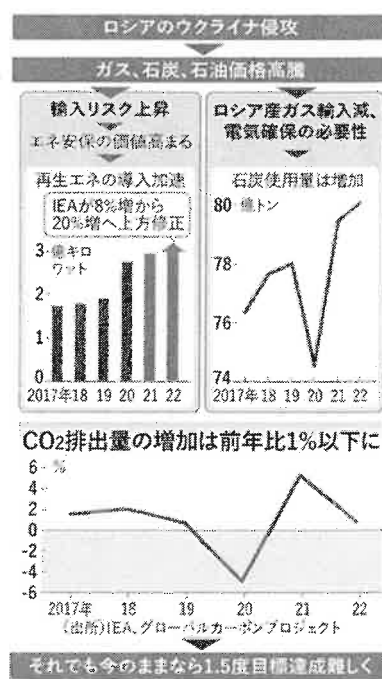 ロシアのウクライナ侵攻
ガス、石炭、石油価格高騰
輸入リスク上昇
エネ安保の価値高まる
再生エネの導入加速
IEAが8%増から
20%増へ上方修正
3 億キロ
ワット
2
1
0
2017年 18 19 20 21 22
ロシア産ガス輸入減、
電気確保の必要性
石炭使用量は増加
80 億トン
78
76
74
2017年 18 19 20 21 22
CO₂排出量の増加は前年比1%以下に
6 %
4
2
0
-2
-4
-6
2017年 18 19 20 21 22
(出所)IEA、グローバルカーボンプロジェクト
それでも今のままなら1.5度目標達成難しく